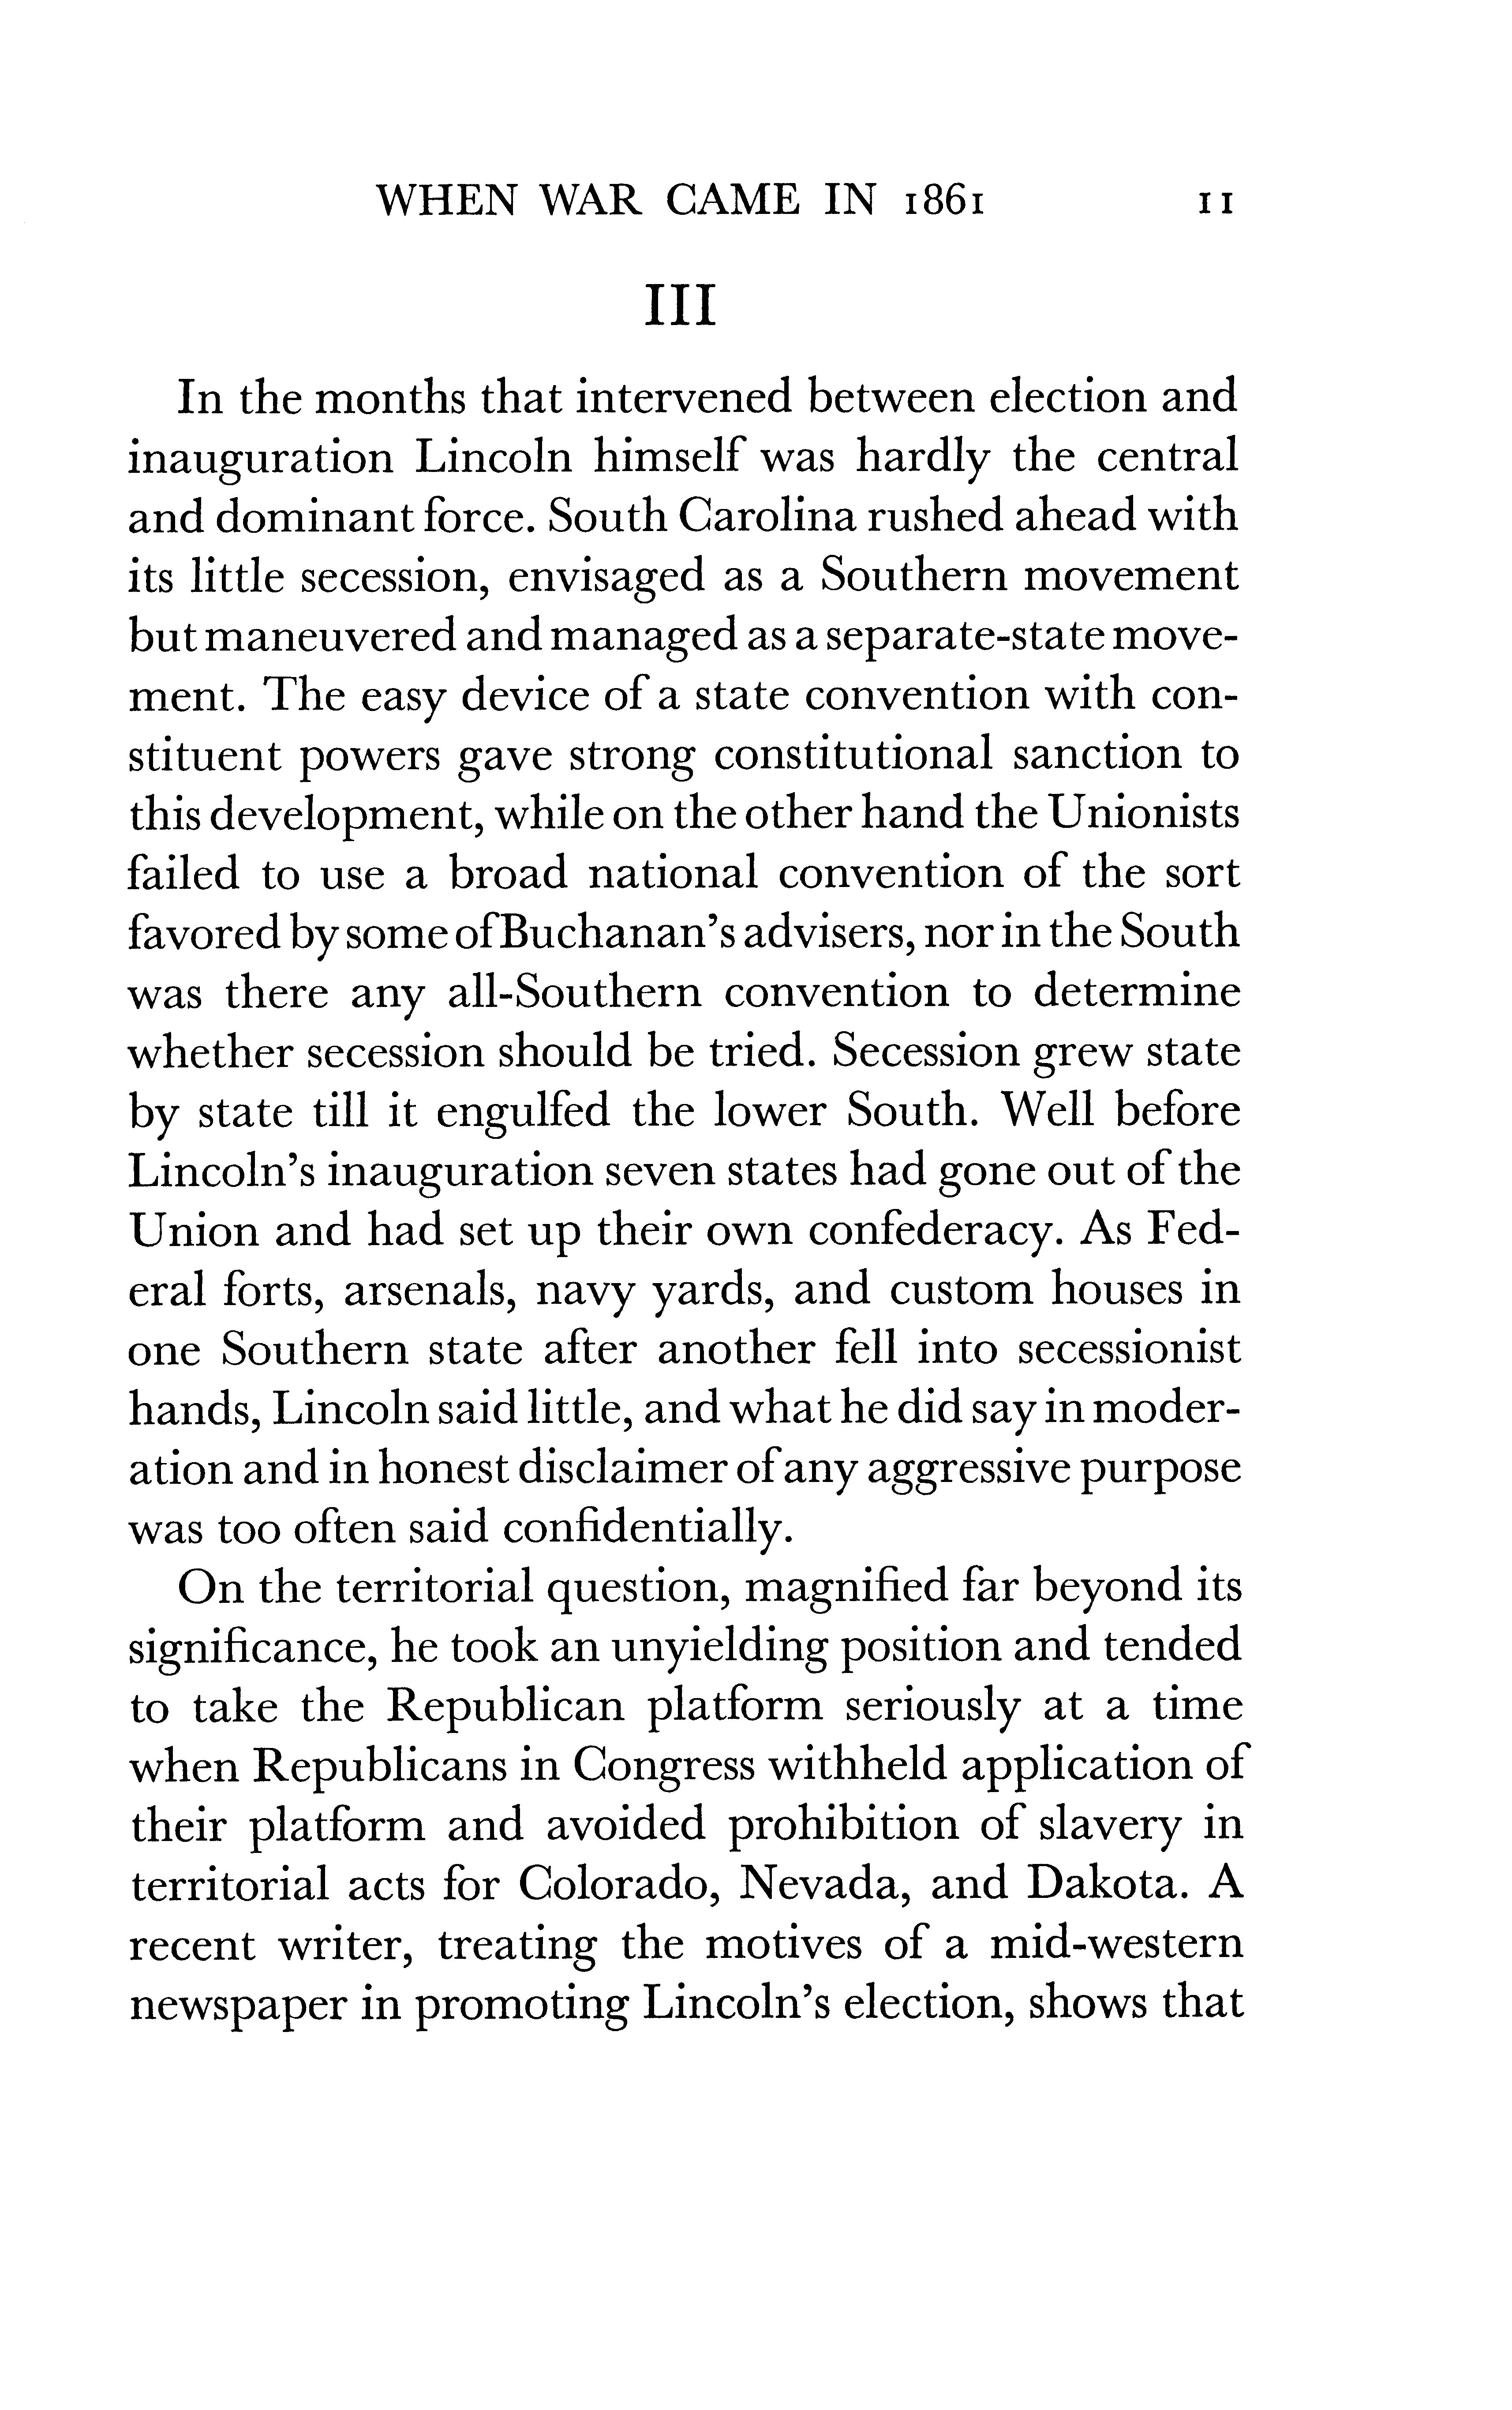 WHEN WAR CAME IN 1861 11
III
In the months that intervened between election and
inauguration Lincoln himself was hardly the central
and dominant force. South Carolina rushed ahead with
its little secession, envisaged as a Southern movement
but maneuvered and managed as a separate-state move-
ment. The easy device of a state convention with con-
stituent powers gave strong constitutional sanction to
this development, while on the other hand the Unionists
failed to use a broad national convention of the sort
favored by some of Buchanan's advisers, nor in the South
was there any all-Southern convention to determine
whether secession should be tried. Secession grew state
by state till it engulfed the lower South. Well before
Lincoln's inauguration seven states had gone out of the
Union and had set up their own confederacy. As Fed-
eral forts, arsenals, navy yards, and custom houses in
one Southern state after another fell into secessionist
hands, Lincoln said little, and what he did say in moder-
ation and in honest disclaimer of any aggressive purpose
was too often said confidentially.
On the territorial question, magnified far beyond its
significance, he took an unyielding position and tended
to take the Republican platform seriously at a time
when Republicans in Congress withheld application of
their platform and avoided prohibition of slavery in
territorial acts for Colorado, Nevada, and Dakota. A
recent writer, treating the motives of a mid-western
newspaper in promoting Lincoln's election, shows that